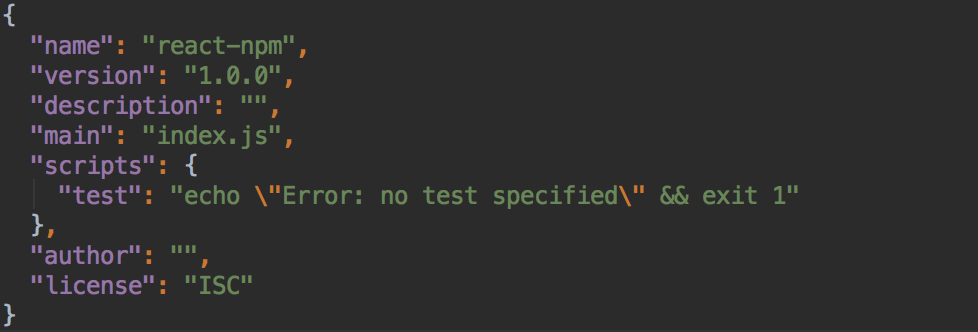 {
  "name": "react-npm",
  "version": "1.0.0",
  "description": "",
  "main": "index.js",
  "scripts": {
    "test": "echo \"Error: no test specified\" && exit 1"
  },
  "author": "",
  "license": "ISC"
}